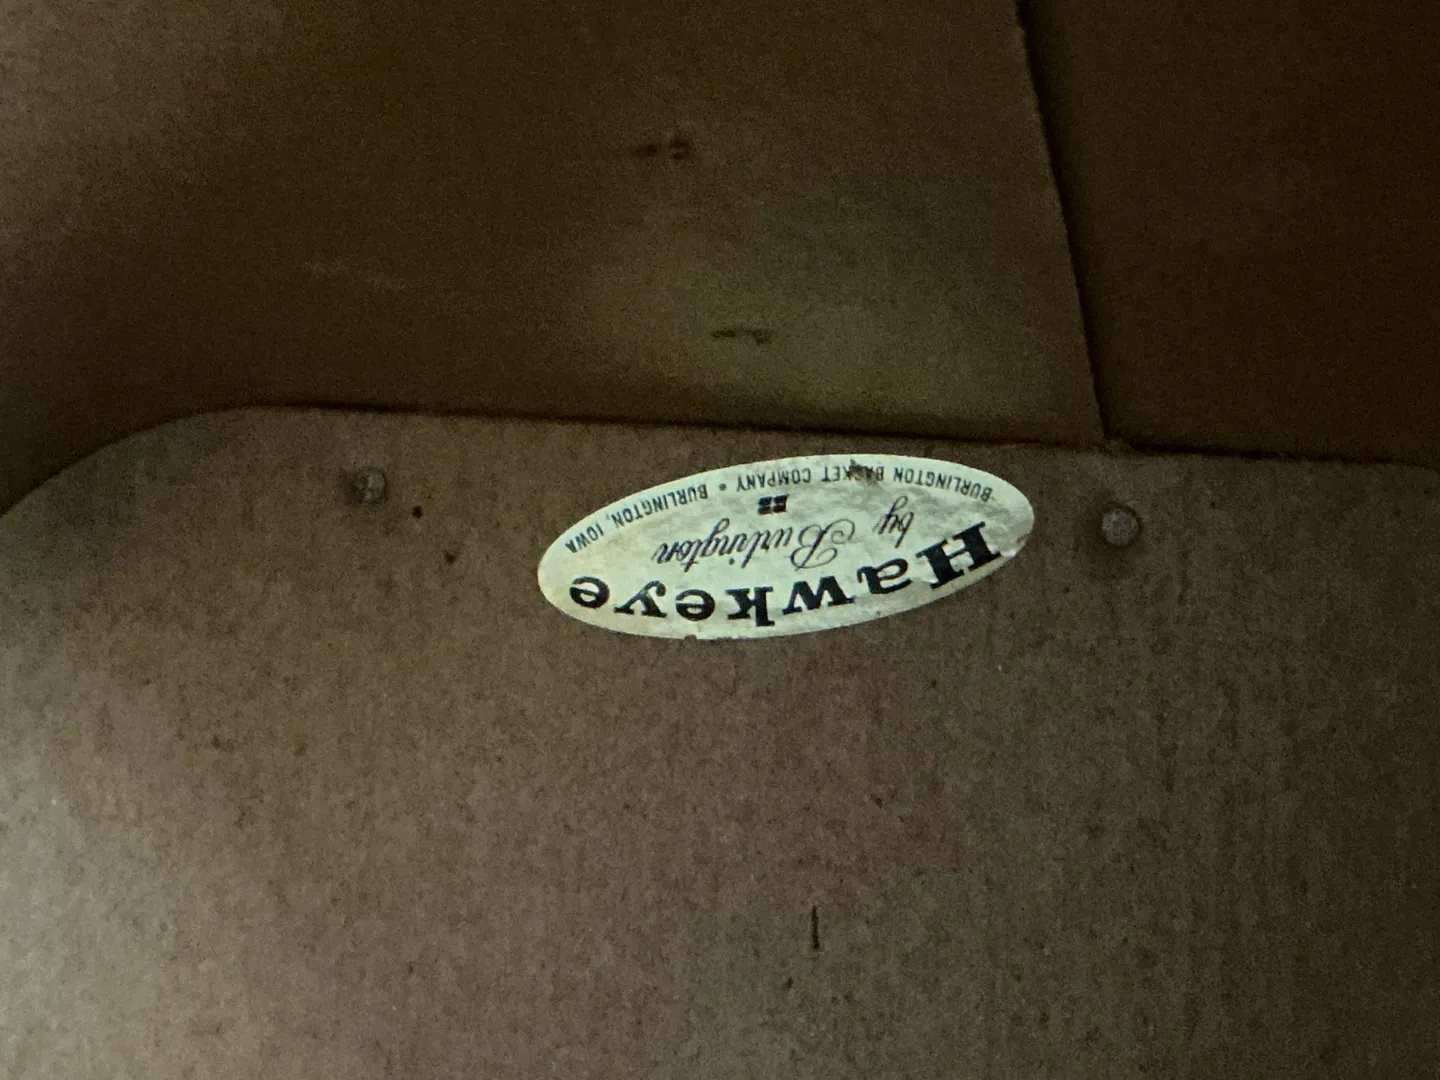 Hawkeye
by Burlington
BURLINGTON BASKET COMPANY • BURLINGTON, IOWA